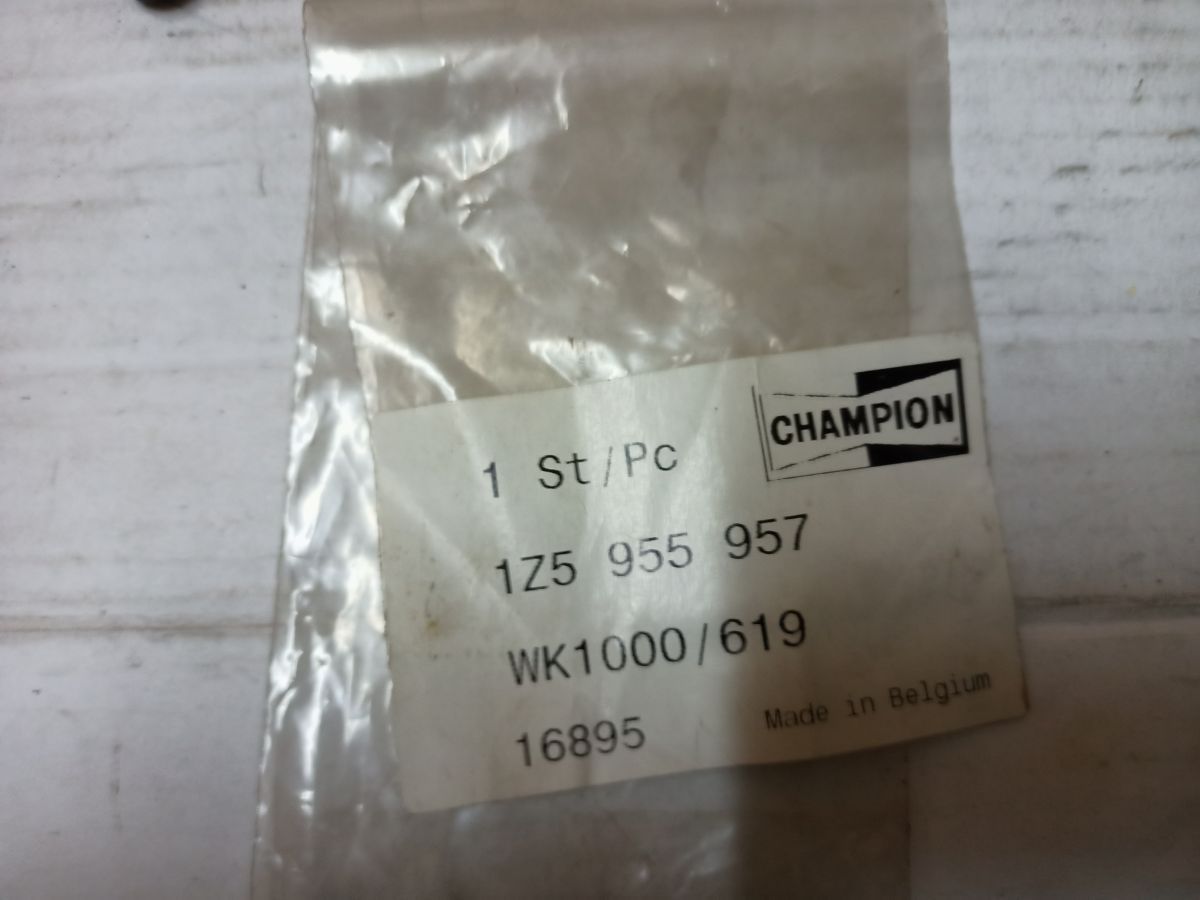 CHAMPION
1 St/Pc
1Z5 955 957
WK1000/619
16895
Made in Belgium